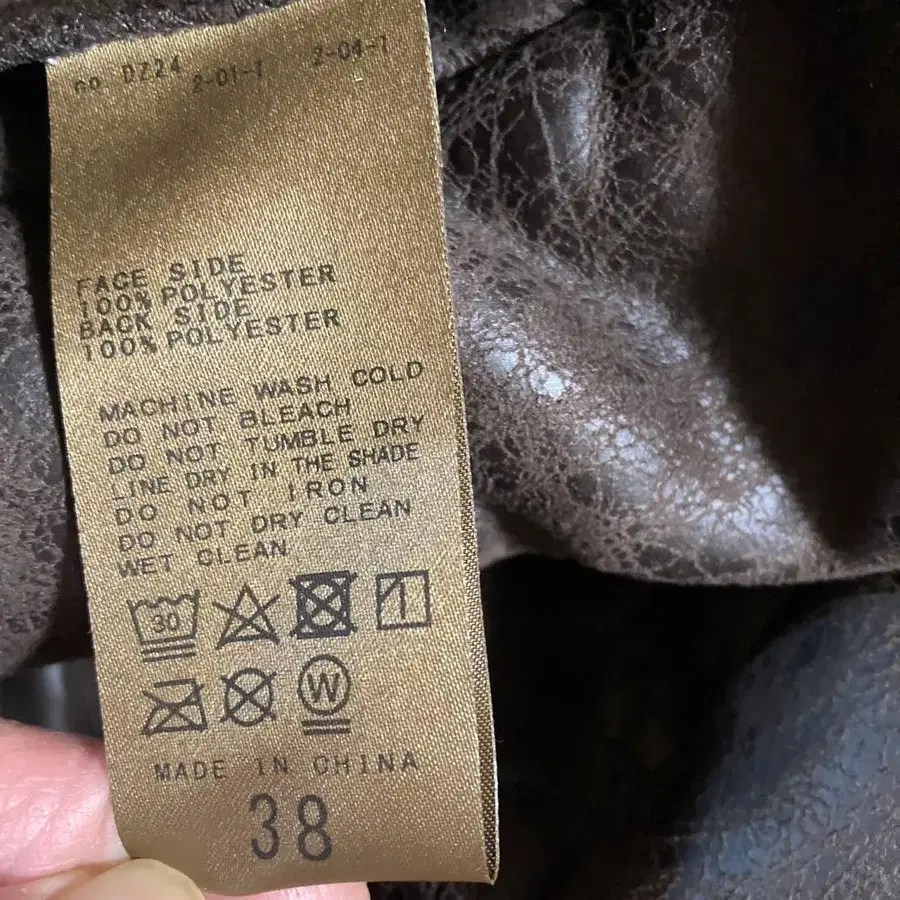 no. DZ24 2-01-1 2-04-1
FACE SIDE
100% POLYESTER
BACK SIDE
100% POLYESTER
MACHINE WASH COLD
DO NOT BLEACH
DO NOT TUMBLE DRY
LINE DRY IN THE SHADE
DO NOT IRON
DO NOT DRY CLEAN
WET CLEAN
30
W
MADE IN CHINA
38